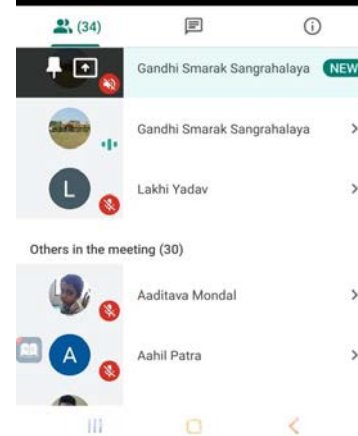 (34)
Gandhi Smarak Sangrahalaya NEW
Gandhi Smarak Sangrahalaya
L Lakhi Yadav
Others in the meeting (30)
Aaditava Mondal
A Aahil Patra